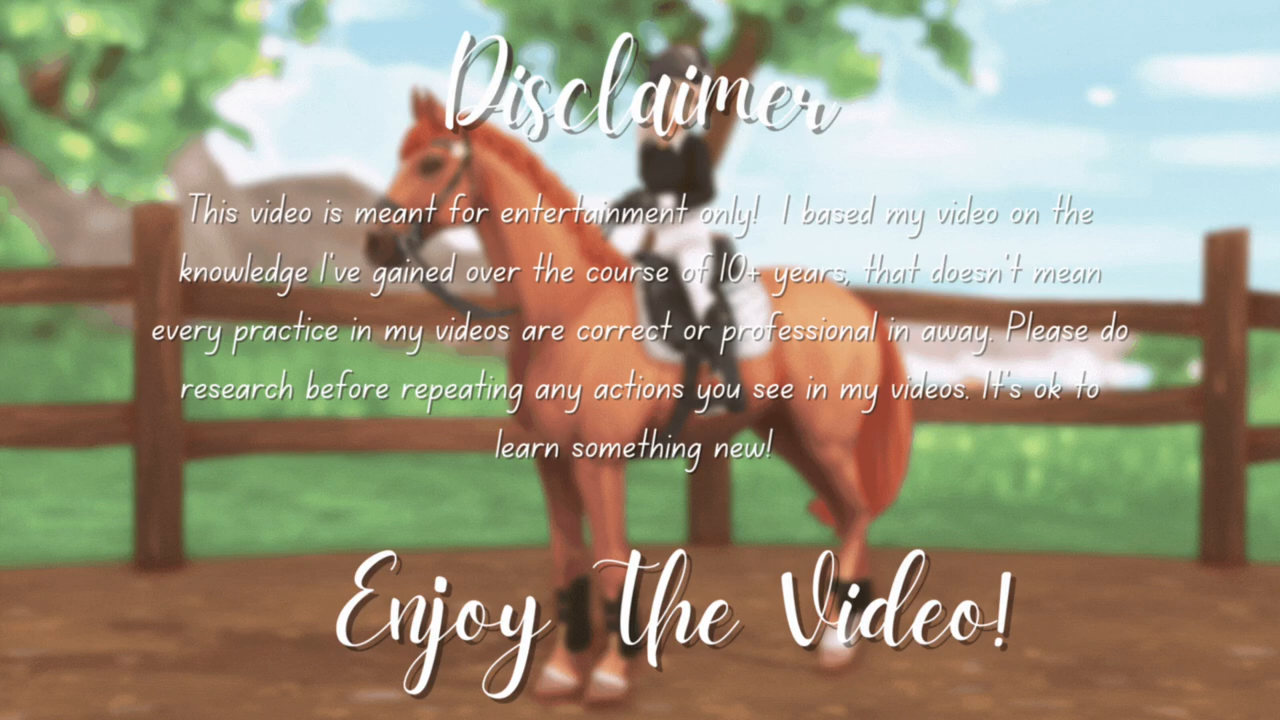 Disclaimer
This video is meant for entertainment only! I based my video on the
knowledge I've gained over the course of 10+ years, that doesn't mean
every practice in my videos are correct or professional in away. Please do
research before repeating any actions you see in my videos. It's ok to
learn something new!
Enjoy the Video!